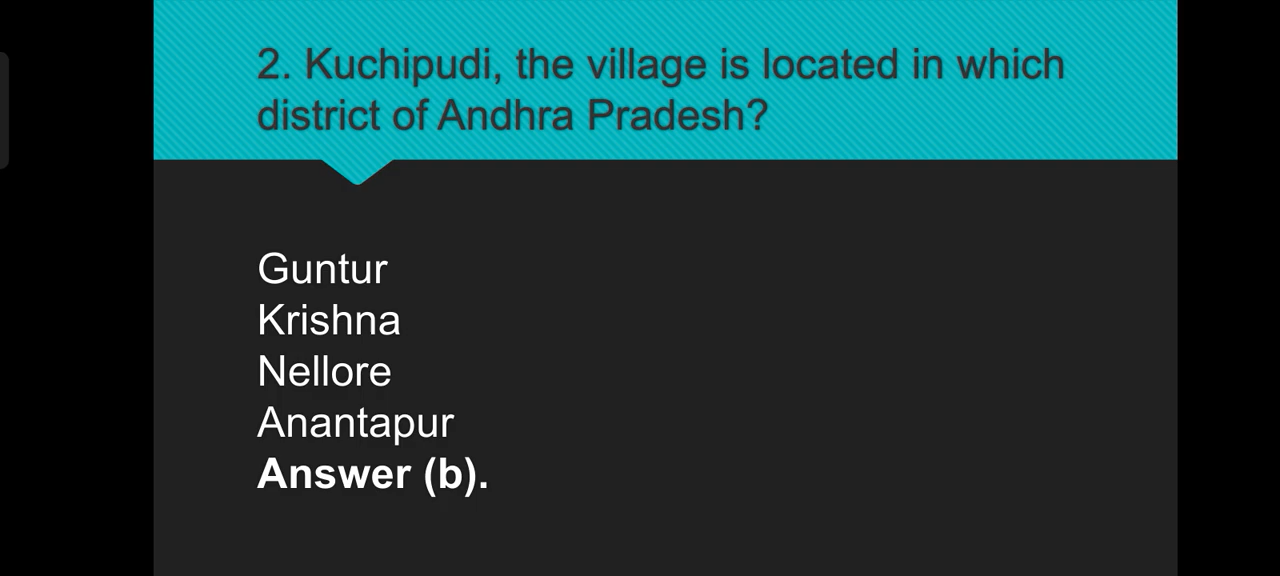 2. Kuchipudi, the village is located in which
district of Andhra Pradesh?
Guntur
Krishna
Nellore
Anantapur
Answer (b).